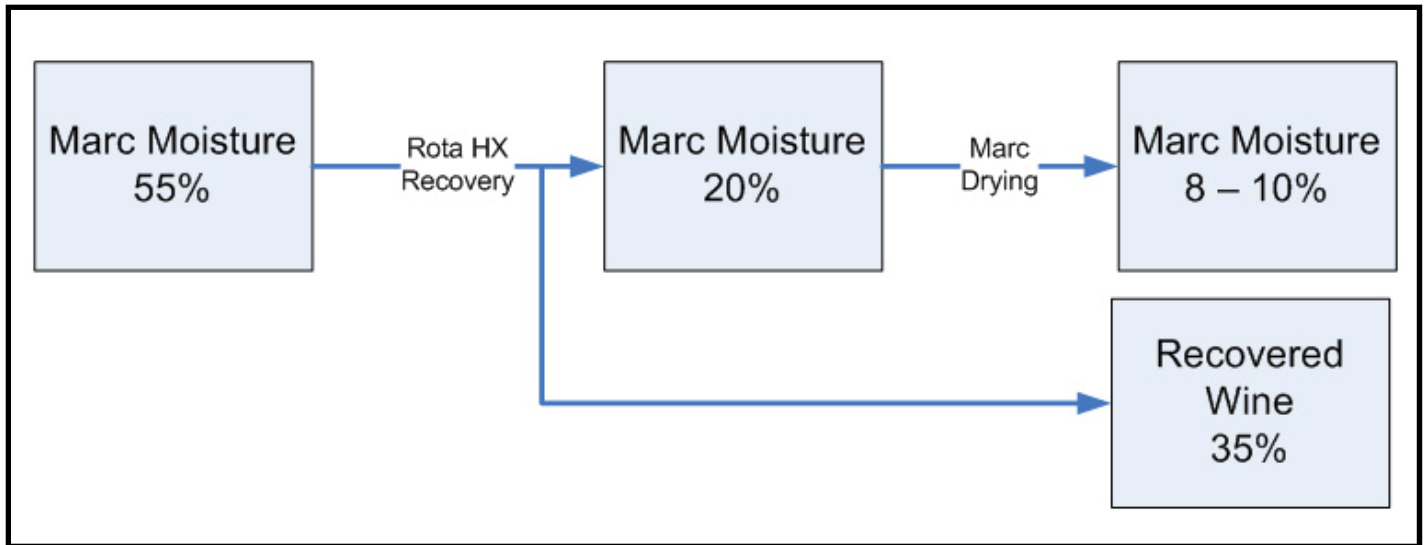 Marc Moisture
55%
Rota HX
Recovery
Marc Moisture
20%
Marc
Drying
Marc Moisture
8 – 10%
Recovered
Wine
35%